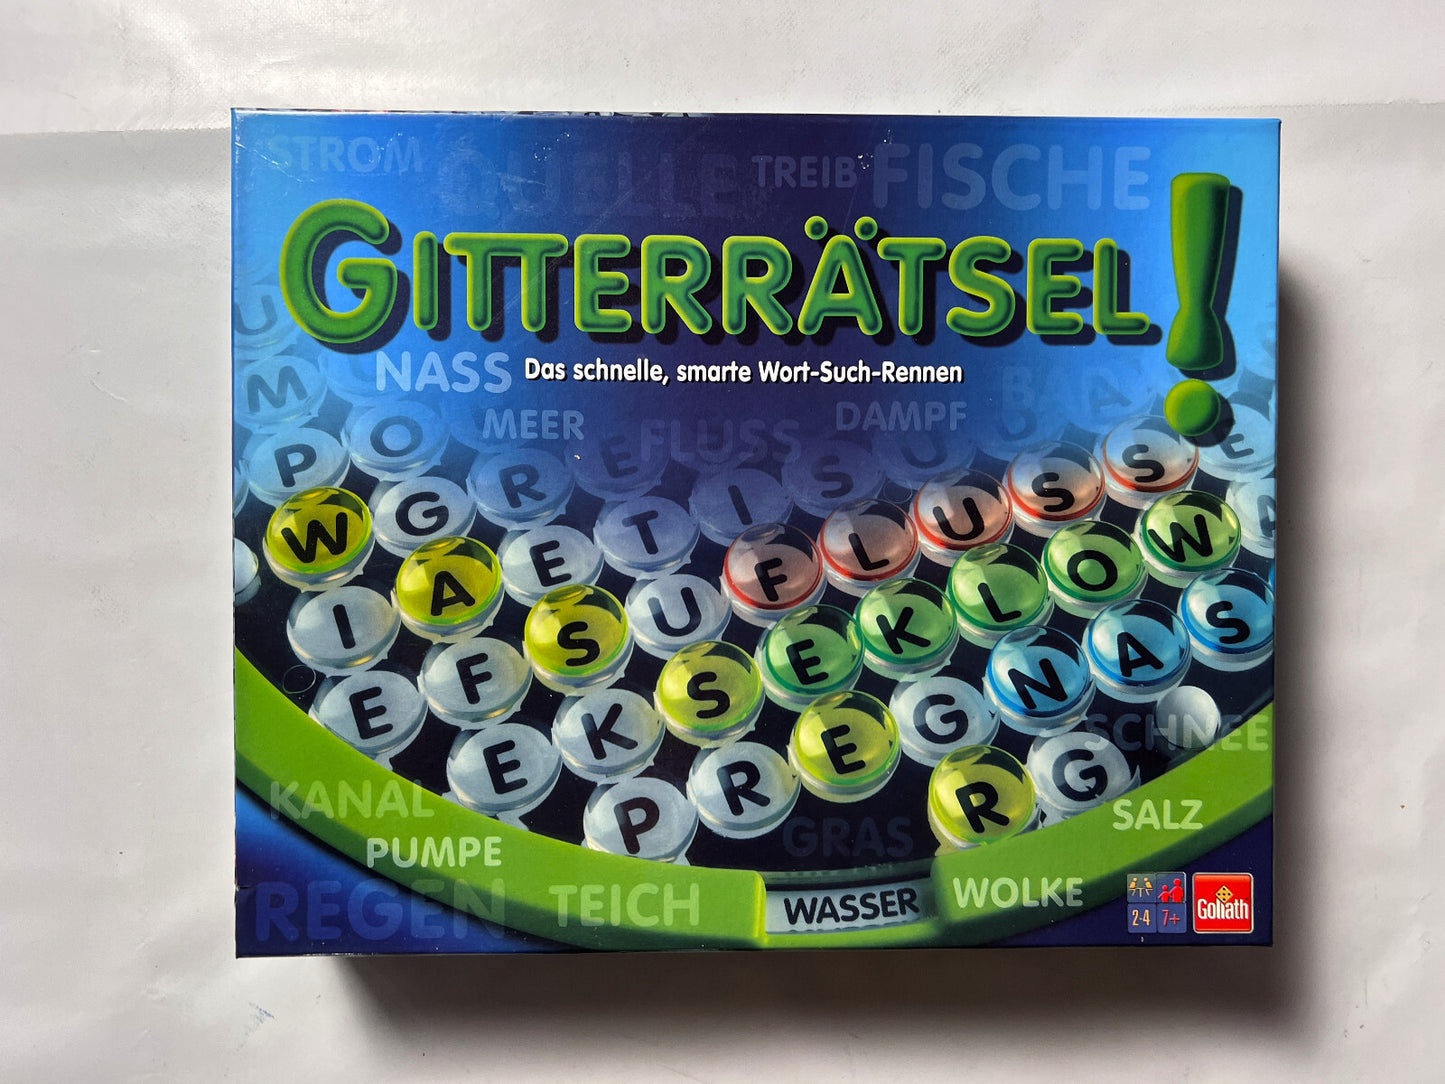 STROM QUELLE TREIB FISCHE
GITTERRÄTSEL!
NASS Das schnelle, smarte Wort-Such-Rennen
MEER FLUSS DAMPF
U
M O
P G R E T I S U
W A E T U F L U S S
I F S U S E K L O W
E E K P R E G N A S
R G
SCHNEE
KANAL GRAS SALZ
PUMPE
REGEN TEICH WASSER WOLKE
2-4 7+ Goliath